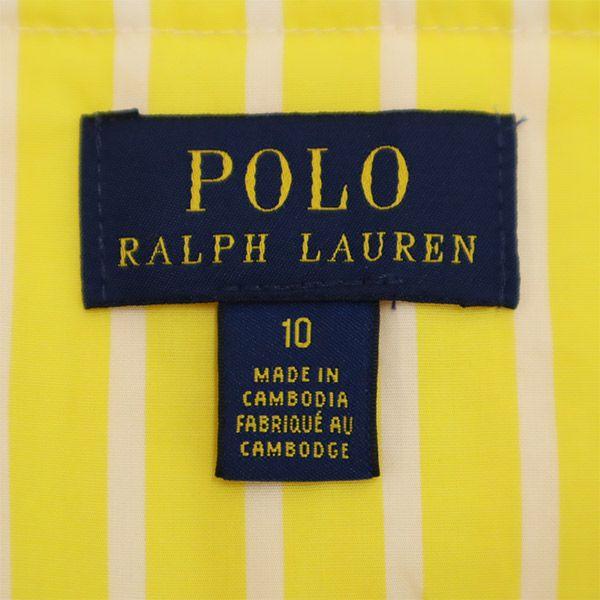 POLO
RALPH LAUREN
10
MADE IN
CAMBODIA
FABRIQUÉ AU
CAMBODGE